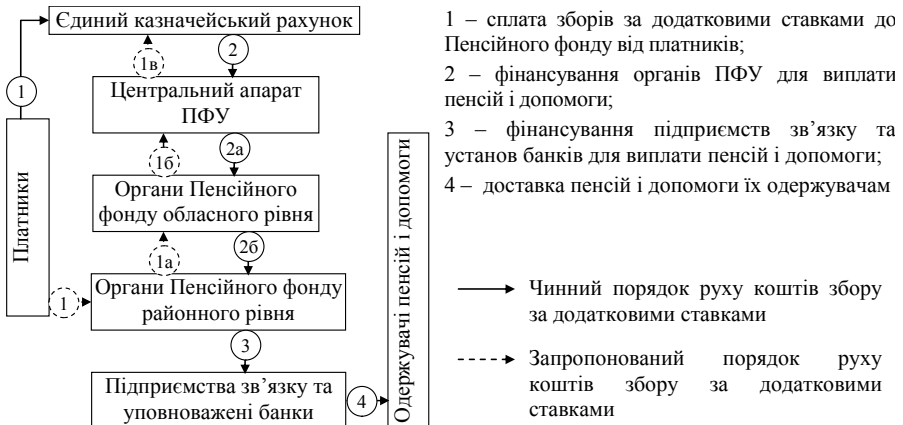 Єдиний казначейський рахунок
1в
2
1
Центральний апарат
ПФУ
1б
2а
Органи Пенсійного
фонду обласного рівня
Платники
1а
2б
1
Органи Пенсійного фонду
районного рівня
3
Підприємства зв’язку та
уповноважені банки
4
Одержувачі пенсій і допомоги
1 – сплата зборів за додатковими ставками до
Пенсійного фонду від платників;
2 – фінансування органів ПФУ для виплати
пенсій і допомоги;
3 – фінансування підприємств зв’язку та
установ банків для виплати пенсій і допомоги;
4 – доставка пенсій і допомоги їх одержувачам
Чинний порядок руху коштів збору
за додатковими ставками
Запропонований порядок руху
коштів збору за додатковими
ставками